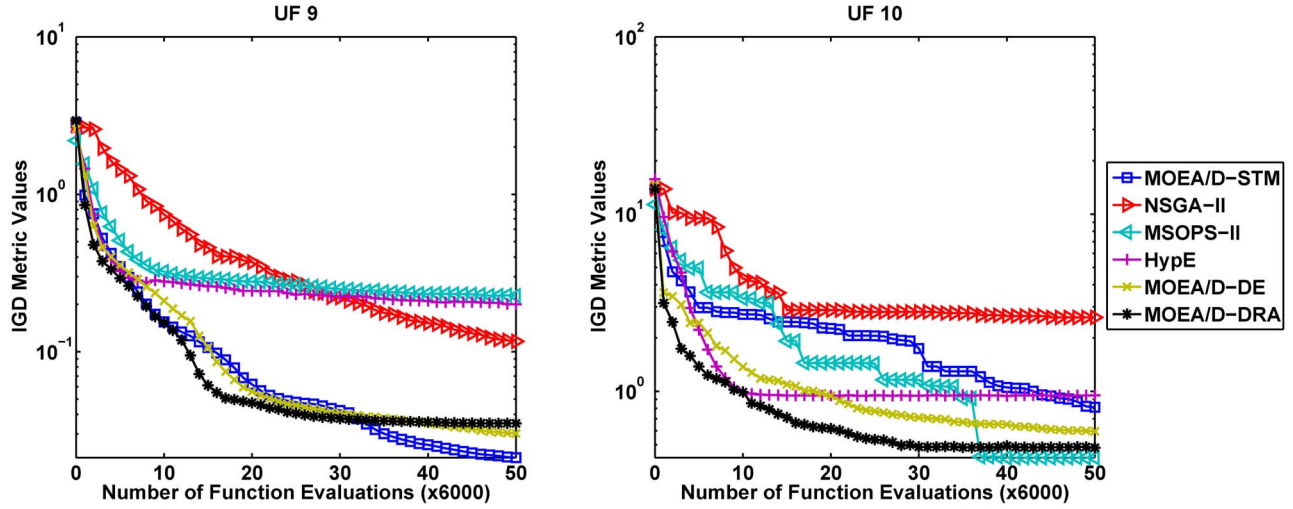 UF 9
IGD Metric Values
10^1
10^0
10^-1
0
10
20
30
40
50
Number of Function Evaluations (x6000)
UF 10
IGD Metric Values
10^2
10^1
10^0
0
10
20
30
40
50
Number of Function Evaluations (x6000)
MOEA/D-STM
NSGA-II
MSOPS-II
HypE
MOEA/D-DE
MOEA/D-DRA